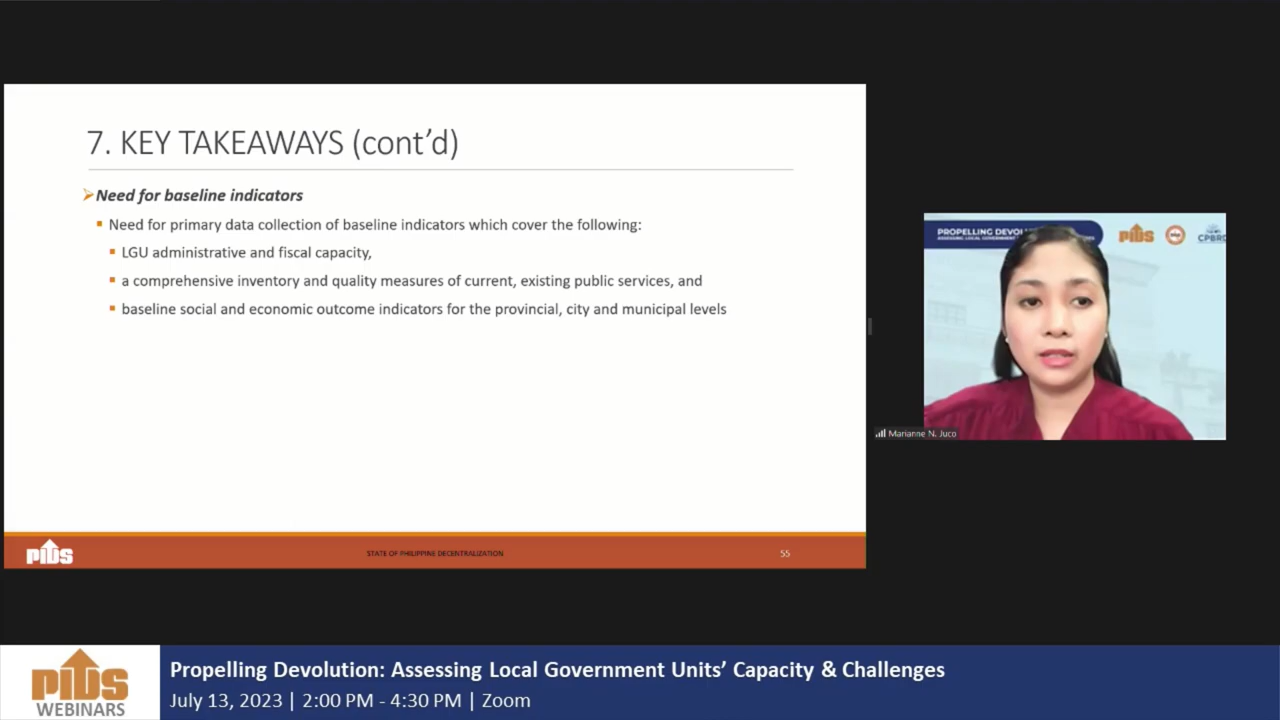 7. KEY TAKEAWAYS (cont'd)
Need for baseline indicators
Need for primary data collection of baseline indicators which cover the following:
LGU administrative and fiscal capacity,
a comprehensive inventory and quality measures of current, existing public services, and
baseline social and economic outcome indicators for the provincial, city and municipal levels
PIDS
STATE OF PHILIPPINE DECENTRALIZATION
55
PROPELLING
PIDS
Marianne N. Juco
PIDS
WEBINARS
Propelling Devolution: Assessing Local Government Units' Capacity & Challenges
July 13, 2023 | 2:00 PM - 4:30 PM | Zoom